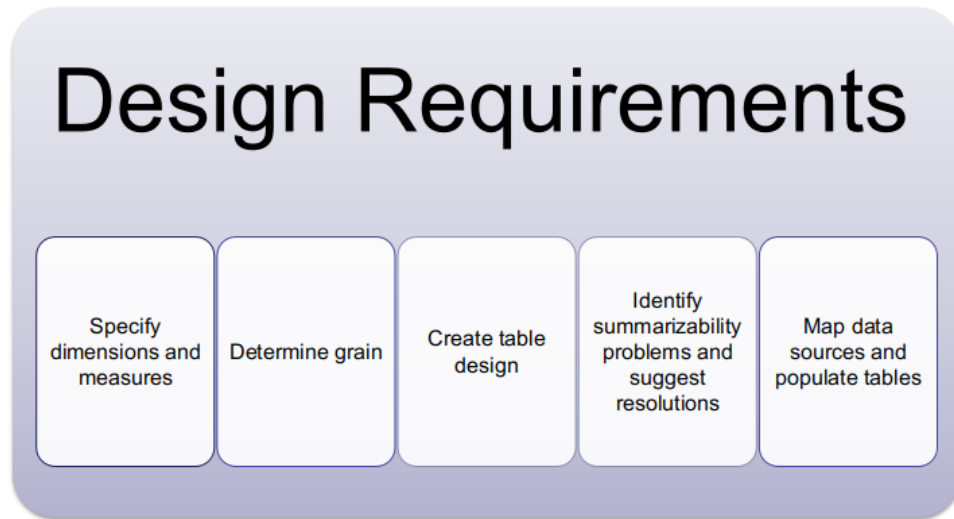 Design Requirements
Specify
dimensions and
measures
Determine grain
Create table
design
Identify
summarizability
problems and
suggest
resolutions
Map data
sources and
populate tables